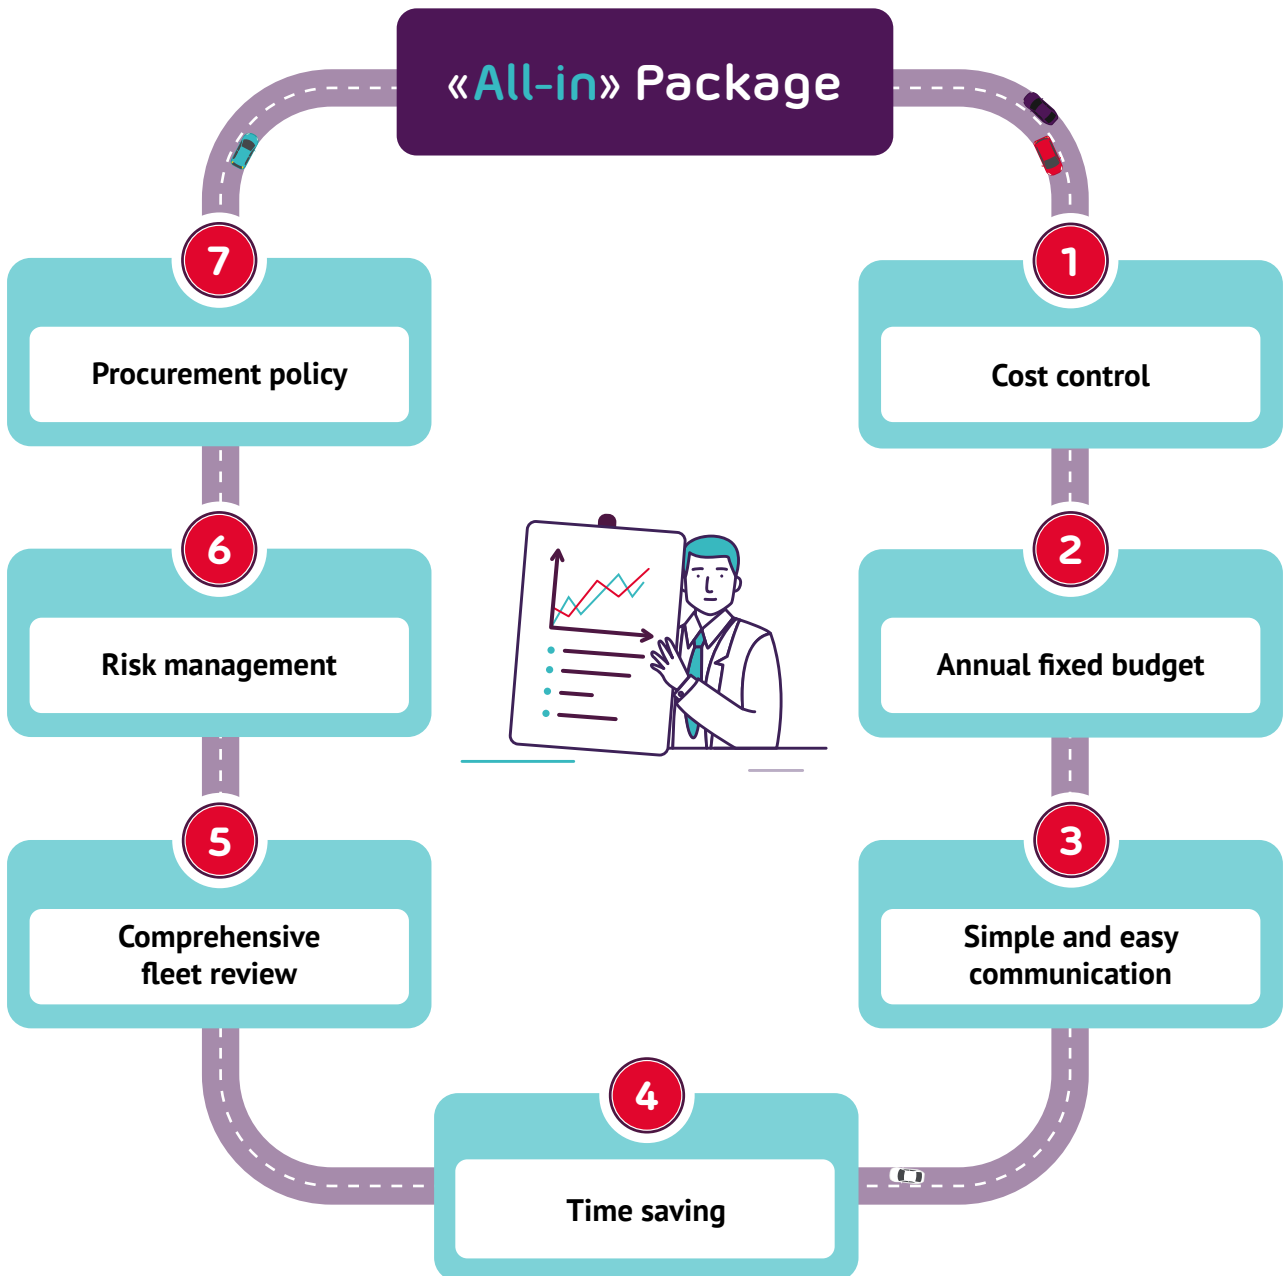 «All-in» Package
1
Cost control
2
Annual fixed budget
3
Simple and easy
communication
4
Time saving
5
Comprehensive
fleet review
6
Risk management
7
Procurement policy